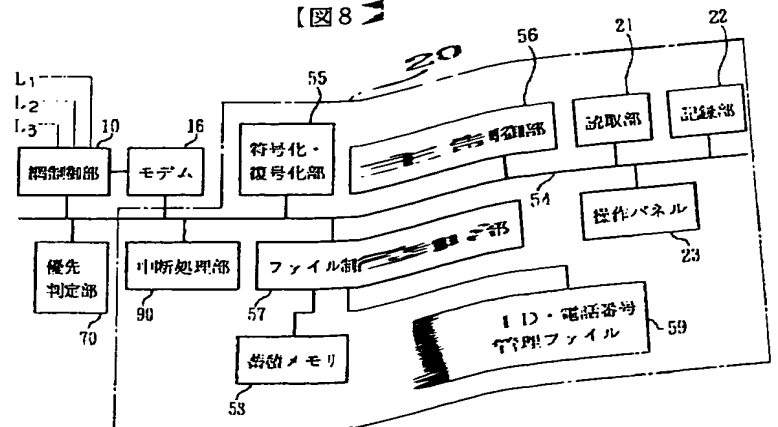 【図8】
20
56
21
22
55
L1
L2
L3
10
16
網制御部
モデム
符号化・
復号化部
読取部
記録部
54
操作パネル
23
優先
判定部
70
中断処理部
90
ファイル制
部
57
蓄積メモリ
58
ID・電話番号
管理ファイル
59